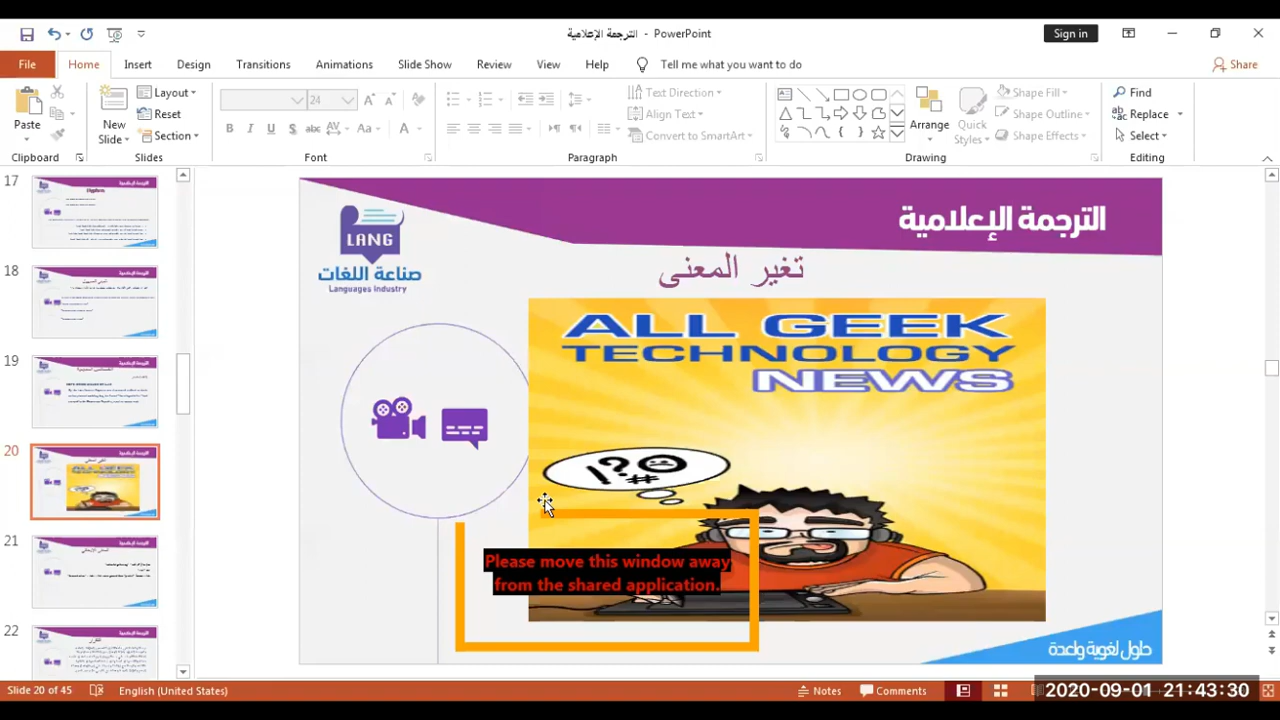 الترجمة الإعلامية - PowerPoint
Sign in
File Home Insert Design Transitions Animations Slide Show Review View Help Tell me what you want to do Share
Paste
Clipboard
New Slide
Layout
Reset
Section
Slides
24
B I U S abc AV Aa A
Font
Text Direction
Align Text
Convert to SmartArt
Paragraph
Arrange
Quick Styles
Shape Fill
Shape Outline
Shape Effects
Drawing
Find
Replace
Select
Editing
17
18
19
20
21
22
الترجمة الإعلامية
LANG
صناعة اللغات
Languages Industry
تغير المعنى
ALL GEEK
TECHNOLOGY
NEWS
!?#
Please move this window away
from the shared application.
حلول لغوية واعدة
Slide 20 of 45 English (United States) Notes Comments
2020-09-01 21:43:30